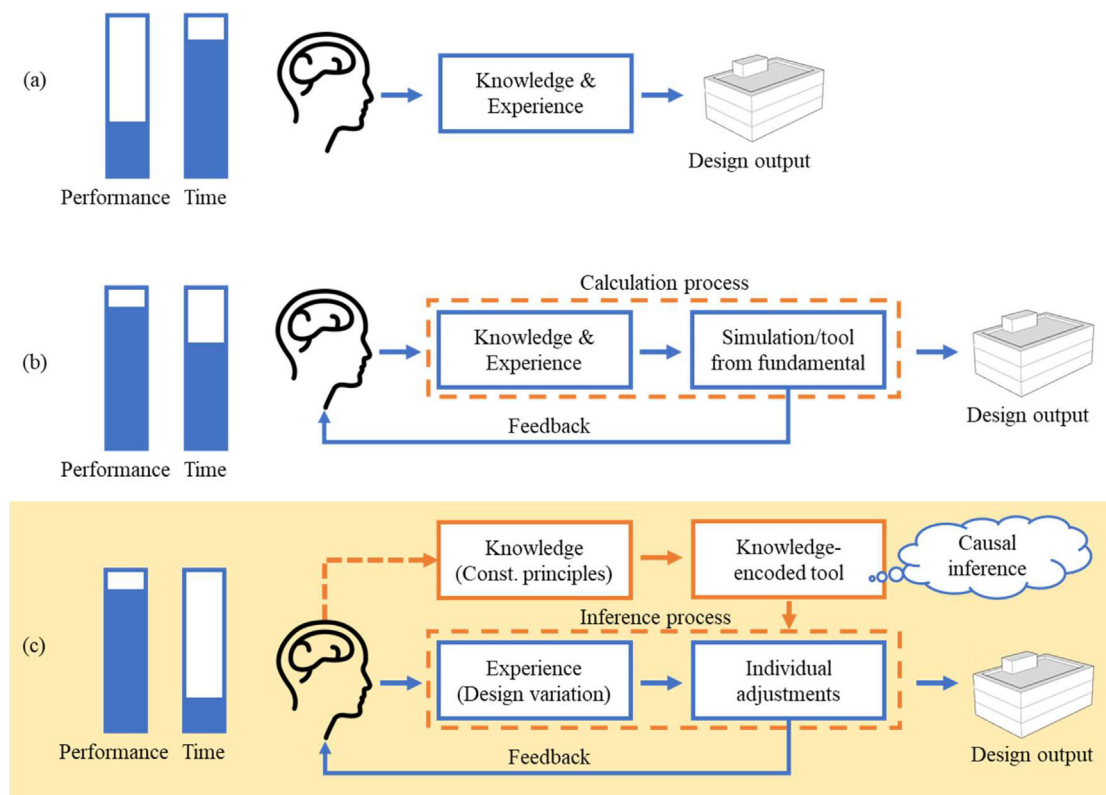 (a)
Performance
Time
Knowledge &
Experience
Design output
(b)
Performance
Time
Calculation process
Knowledge &
Experience
Simulation/tool
from fundamental
Feedback
Design output
(c)
Performance
Time
Knowledge
(Const. principles)
Knowledge-
encoded tool
Causal
inference
Inference process
Experience
(Design variation)
Individual
adjustments
Feedback
Design output